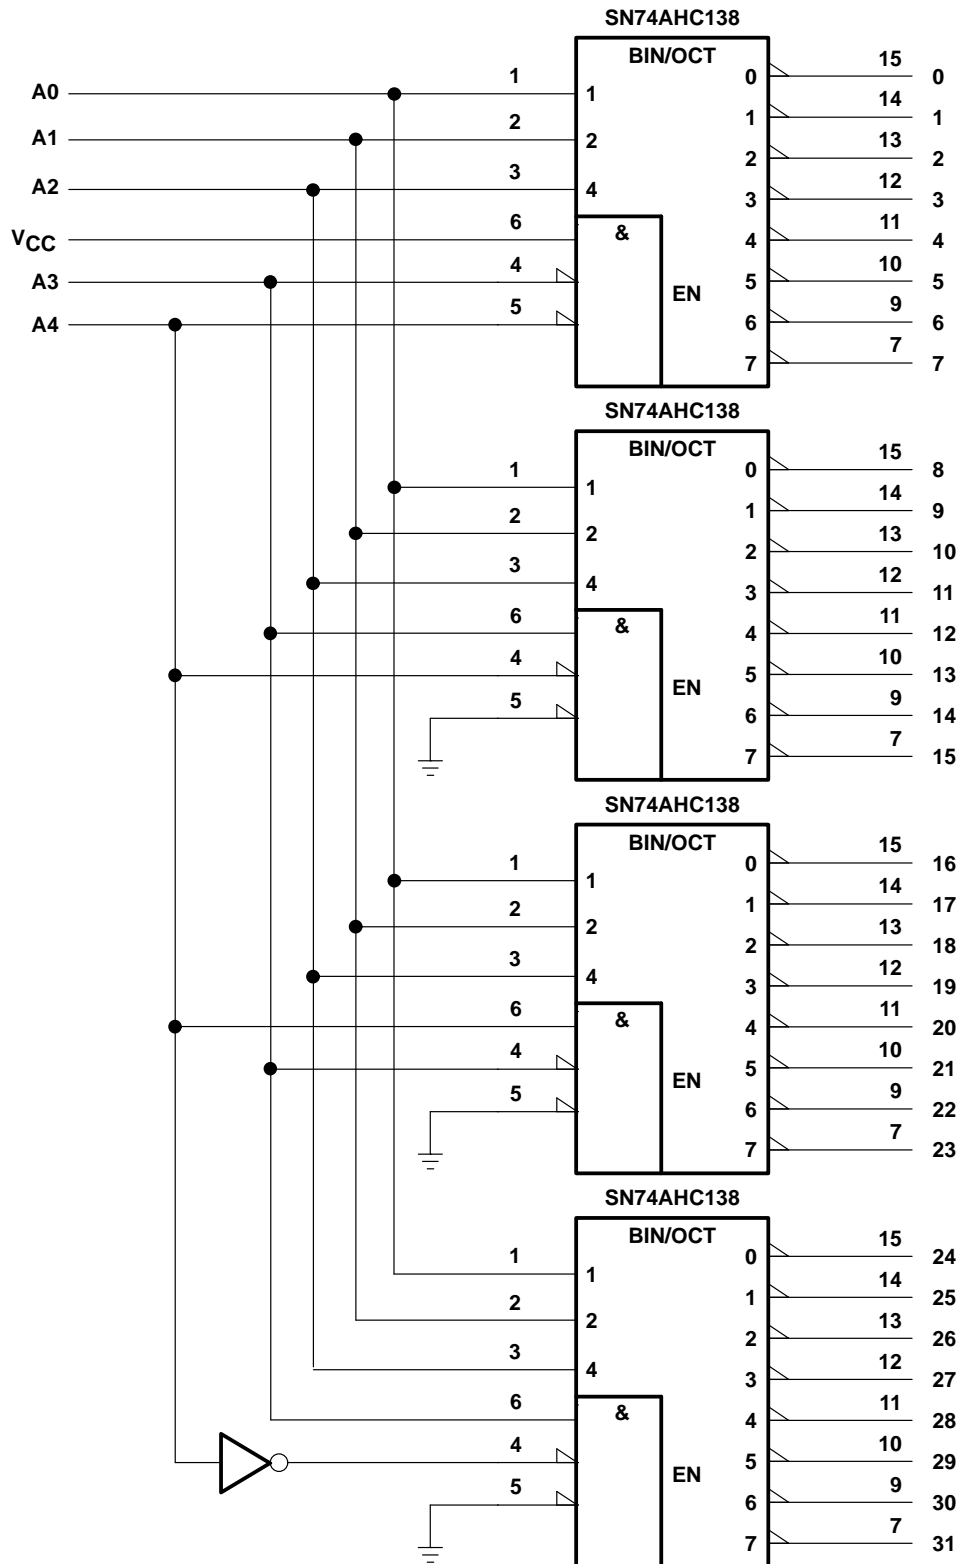 SN74AHC138
BIN/OCT
A0 1 1 0 15 0
A1 2 2 1 14 1
A2 3 4 2 13 2
3 12 3
VCC 6 & 4 11 4
A3 4 5 10 5
EN
A4 5 6 9 6
7 7 7
SN74AHC138
BIN/OCT
1 1 0 15 8
2 2 1 14 9
3 4 2 13 10
3 12 11
6 & 4 11 12
4 5 10 13
EN
5 6 9 14
7 7 15
SN74AHC138
BIN/OCT
1 1 0 15 16
2 2 1 14 17
3 4 2 13 18
3 12 19
6 & 4 11 20
4 5 10 21
EN
5 6 9 22
7 7 23
SN74AHC138
BIN/OCT
1 1 0 15 24
2 2 1 14 25
3 4 2 13 26
3 12 27
6 & 4 11 28
4 5 10 29
EN
5 6 9 30
7 7 31